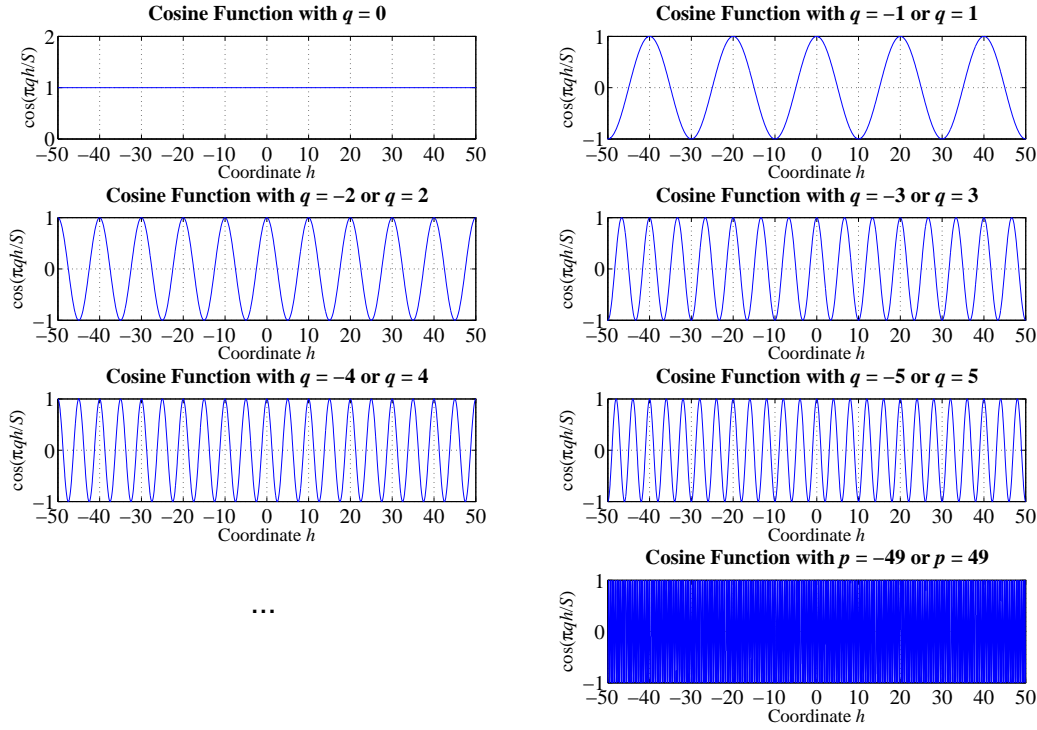 Cosine Function with q = 0
cos(πqh/S)
2
1
0
−50 −40 −30 −20 −10 0 10 20 30 40 50
Coordinate h
Cosine Function with q = −1 or q = 1
cos(πqh/S)
1
0
−1
−50 −40 −30 −20 −10 0 10 20 30 40 50
Coordinate h
Cosine Function with q = −2 or q = 2
cos(πqh/S)
1
0
−1
−50 −40 −30 −20 −10 0 10 20 30 40 50
Coordinate h
Cosine Function with q = −3 or q = 3
cos(πqh/S)
1
0
−1
−50 −40 −30 −20 −10 0 10 20 30 40 50
Coordinate h
Cosine Function with q = −4 or q = 4
cos(πqh/S)
1
0
−1
−50 −40 −30 −20 −10 0 10 20 30 40 50
Coordinate h
Cosine Function with q = −5 or q = 5
cos(πqh/S)
1
0
−1
−50 −40 −30 −20 −10 0 10 20 30 40 50
Coordinate h
...
Cosine Function with p = −49 or p = 49
cos(πqh/S)
1
0
−1
−50 −40 −30 −20 −10 0 10 20 30 40 50
Coordinate h